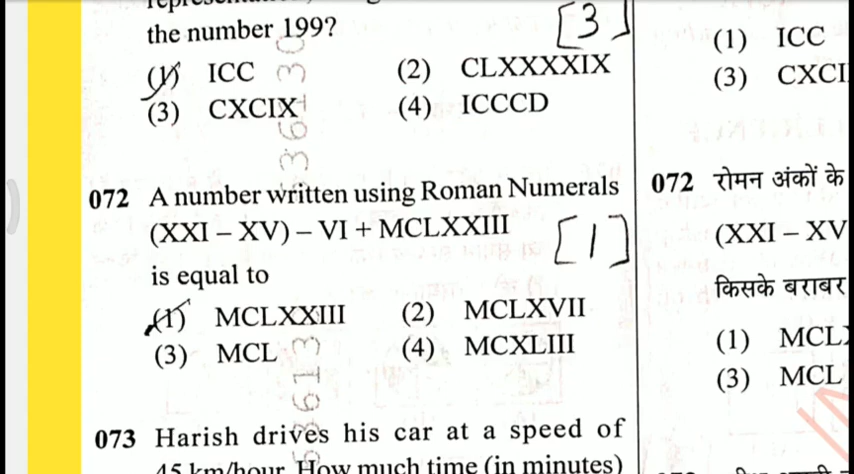 the number 199?
[3]
(1) ICC (2) CLXXXXIX
(3) CXCIX (4) ICCCD
072 A number written using Roman Numerals
(XXI – XV) – VI + MCLXXIII
[1]
is equal to
(1) MCLXXIII (2) MCLXVII
(3) MCL (4) MCXLIII
073 Harish drives his car at a speed of
45 km/hour. How much time (in minutes)
(1) ICC
(3) CXCI
072 रोमन अंकों के
(XXI – XV
किसके बराबर
(1) MCL
(3) MCL